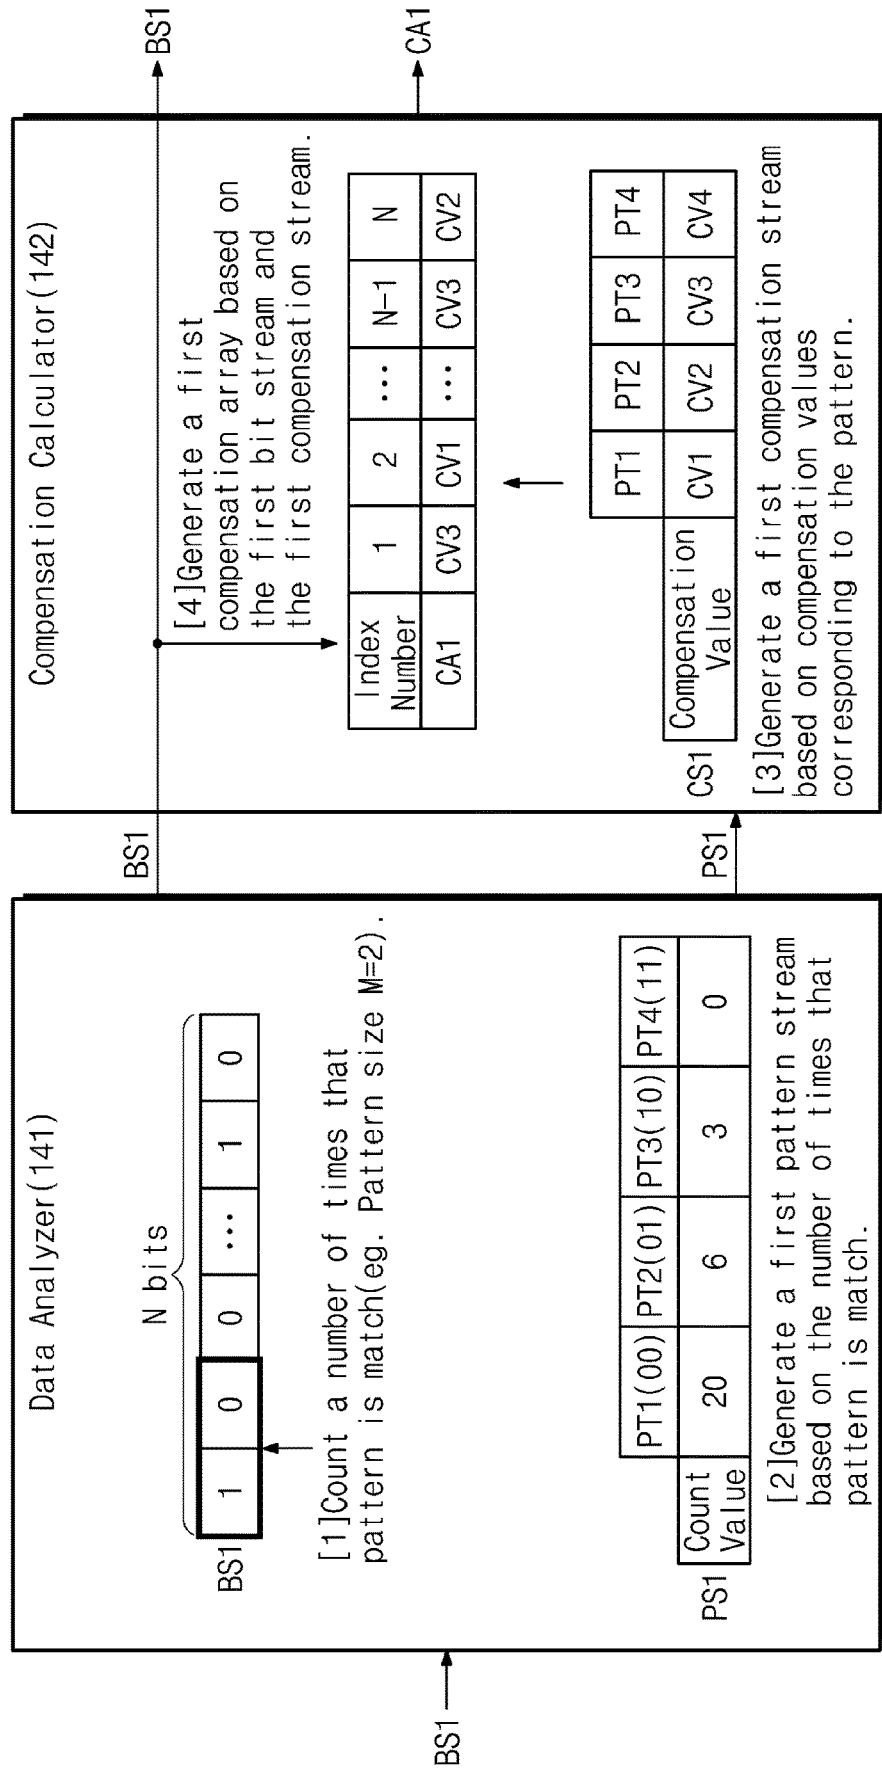 BS1
Data Analyzer(141)
N bits
BS1 1 0 0 ... 1 0
[1]Count a number of times that
pattern is match(eg. Pattern size M=2).
PT1(00) PT2(01) PT3(10) PT4(11)
PS1 Count Value 20 6 3 0
[2]Generate a first pattern stream
based on the number of times that
pattern is match.
BS1
PS1
Compensation Calculator(142)
[4]Generate a first
compensation array based on
the first bit stream and
the first compensation stream.
Index Number 1 2 ... N-1 N
CA1 CV3 CV1 ... CV3 CV2
PT1 PT2 PT3 PT4
CS1 Compensation Value CV1 CV2 CV3 CV4
[3]Generate a first compensation stream
based on compensation values
corresponding to the pattern.
BS1
CA1